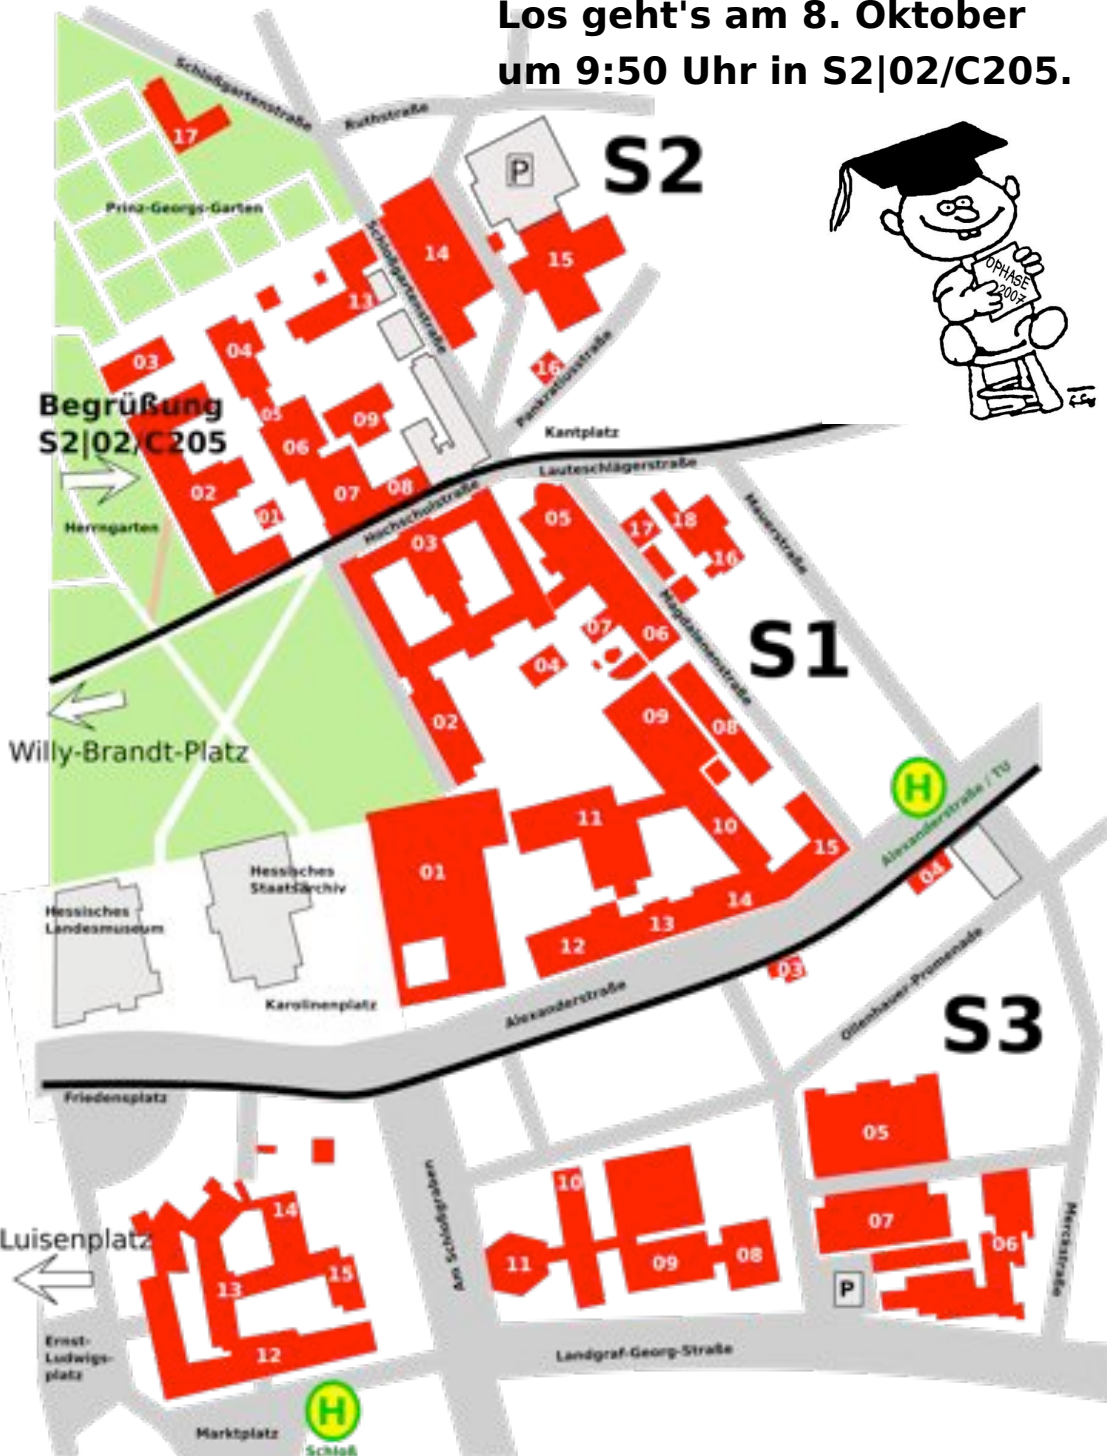 Los geht's am 8. Oktober
um 9:50 Uhr in S2|02/C205.
Schloßgartenstraße
Ruthstraße
S2
P
17
Prinz-Georgs-Garten
Schloßgartenstraße
14
15
13
OPHASE
2007
03
04
16
Pankratiusstraße
Begrüßung
S2|02/C205
05
09
06
Kantplatz
Lauteschlägerstraße
02
07
08
01
Hochschulstraße
Herrngarten
03
05
17
18
16
Mauerstraße
Magdalenenstraße
07
06
S1
04
02
09
08
Willy-Brandt-Platz
H
Alexanderstraße / TU
11
10
15
01
04
Hessisches
Staatsarchiv
Hessisches
Landesmuseum
14
13
12
03
Karolinenplatz
Alexanderstraße
Ollenhauer-Promenade
S3
Friedensplatz
05
Am Schloßgraben
10
14
07
06
Merckstraße
Luisenplatz
11
09
08
13
15
P
Ernst-
Ludwigs-
platz
12
Landgraf-Georg-Straße
H
Marktplatz
Schloß